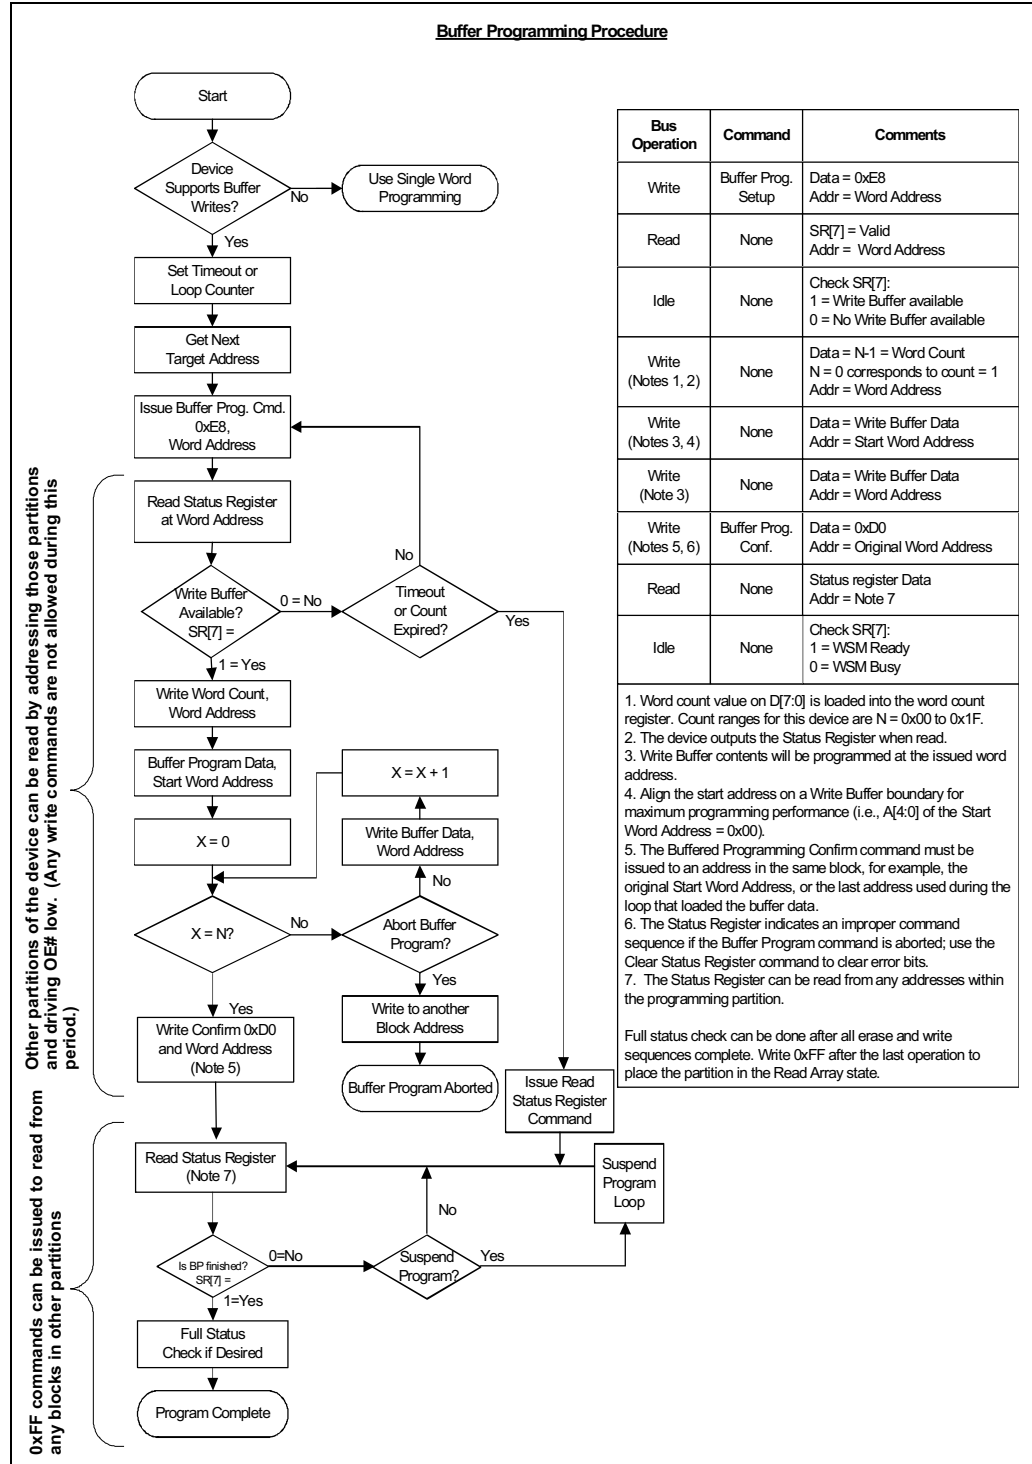 Buffer Programming Procedure
Start
Device
Supports Buffer
Writes?
No
Use Single Word
Programming
Yes
Set Timeout or
Loop Counter
Get Next
Target Address
Issue Buffer Prog. Cmd.
0xE8,
Word Address
Read Status Register
at Word Address
No
Write Buffer
Available?
SR[7] =
0 = No
Timeout
or Count
Expired?
Yes
1 = Yes
Write Word Count,
Word Address
Buffer Program Data,
Start Word Address
X = X + 1
X = 0
Write Buffer Data,
Word Address
No
X = N?
No
Abort Buffer
Program?
Yes
Yes
Write to another
Block Address
Write Confirm 0xD0
and Word Address
(Note 5)
Buffer Program Aborted
Issue Read
Status Register
Command
Read Status Register
(Note 7)
Suspend
Program
Loop
No
Is BP finished?
SR[7] =
0=No
Suspend
Program?
Yes
1=Yes
Full Status
Check if Desired
Program Complete
Other partitions of the device can be read by addressing those partitions
and driving OE# low. (Any write commands are not allowed during this
period.)
0xFF commands can be issued to read from
any blocks in other partitions
Bus
Operation
Command
Comments
Write
Buffer Prog.
Setup
Data = 0xE8
Addr = Word Address
Read
None
SR[7] = Valid
Addr = Word Address
Idle
None
Check SR[7]:
1 = Write Buffer available
0 = No Write Buffer available
Write
(Notes 1, 2)
None
Data = N-1 = Word Count
N = 0 corresponds to count = 1
Addr = Word Address
Write
(Notes 3, 4)
None
Data = Write Buffer Data
Addr = Start Word Address
Write
(Note 3)
None
Data = Write Buffer Data
Addr = Word Address
Write
(Notes 5, 6)
Buffer Prog.
Conf.
Data = 0xD0
Addr = Original Word Address
Read
None
Status register Data
Addr = Note 7
Idle
None
Check SR[7]:
1 = WSM Ready
0 = WSM Busy
1. Word count value on D[7:0] is loaded into the word count
register. Count ranges for this device are N = 0x00 to 0x1F.
2. The device outputs the Status Register when read.
3. Write Buffer contents will be programmed at the issued word
address.
4. Align the start address on a Write Buffer boundary for
maximum programming performance (i.e., A[4:0] of the Start
Word Address = 0x00).
5. The Buffered Programming Confirm command must be
issued to an address in the same block, for example, the
original Start Word Address, or the last address used during the
loop that loaded the buffer data.
6. The Status Register indicates an improper command
sequence if the Buffer Program command is aborted; use the
Clear Status Register command to clear error bits.
7. The Status Register can be read from any addresses within
the programming partition.
Full status check can be done after all erase and write
sequences complete. Write 0xFF after the last operation to
place the partition in the Read Array state.